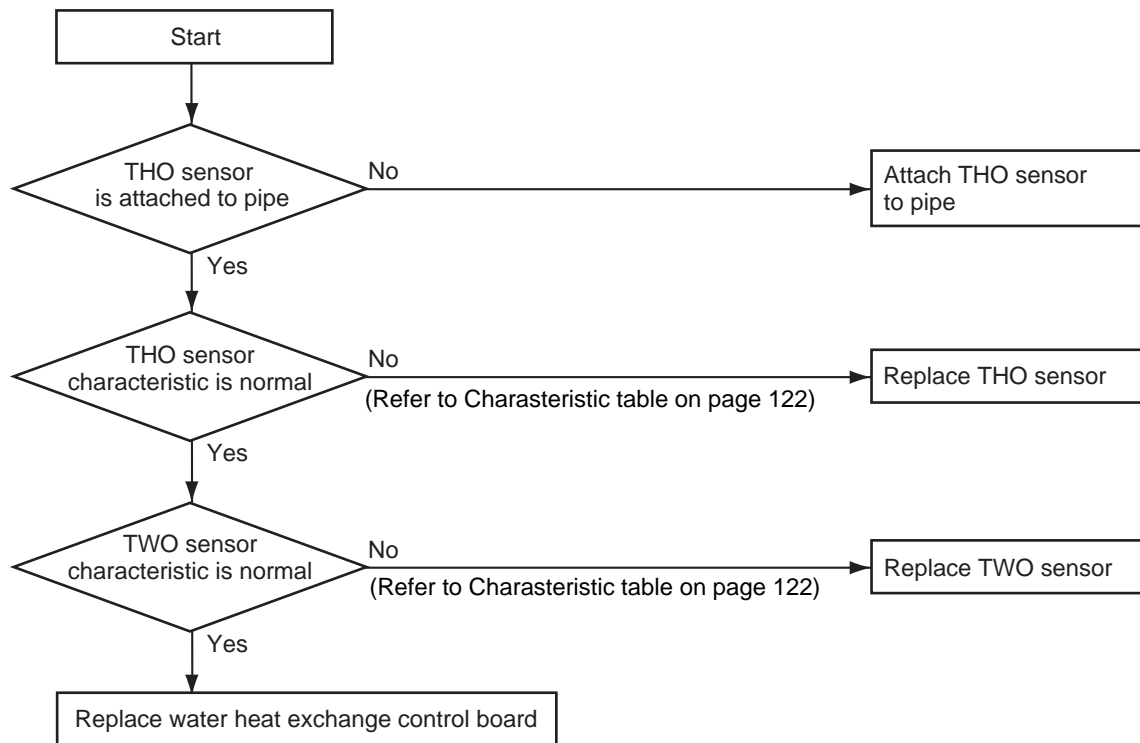 Start
THO sensor
is attached to pipe
No
Attach THO sensor
to pipe
Yes
THO sensor
characteristic is normal
No
(Refer to Charasteristic table on page 122)
Replace THO sensor
Yes
TWO sensor
characteristic is normal
No
(Refer to Charasteristic table on page 122)
Replace TWO sensor
Yes
Replace water heat exchange control board